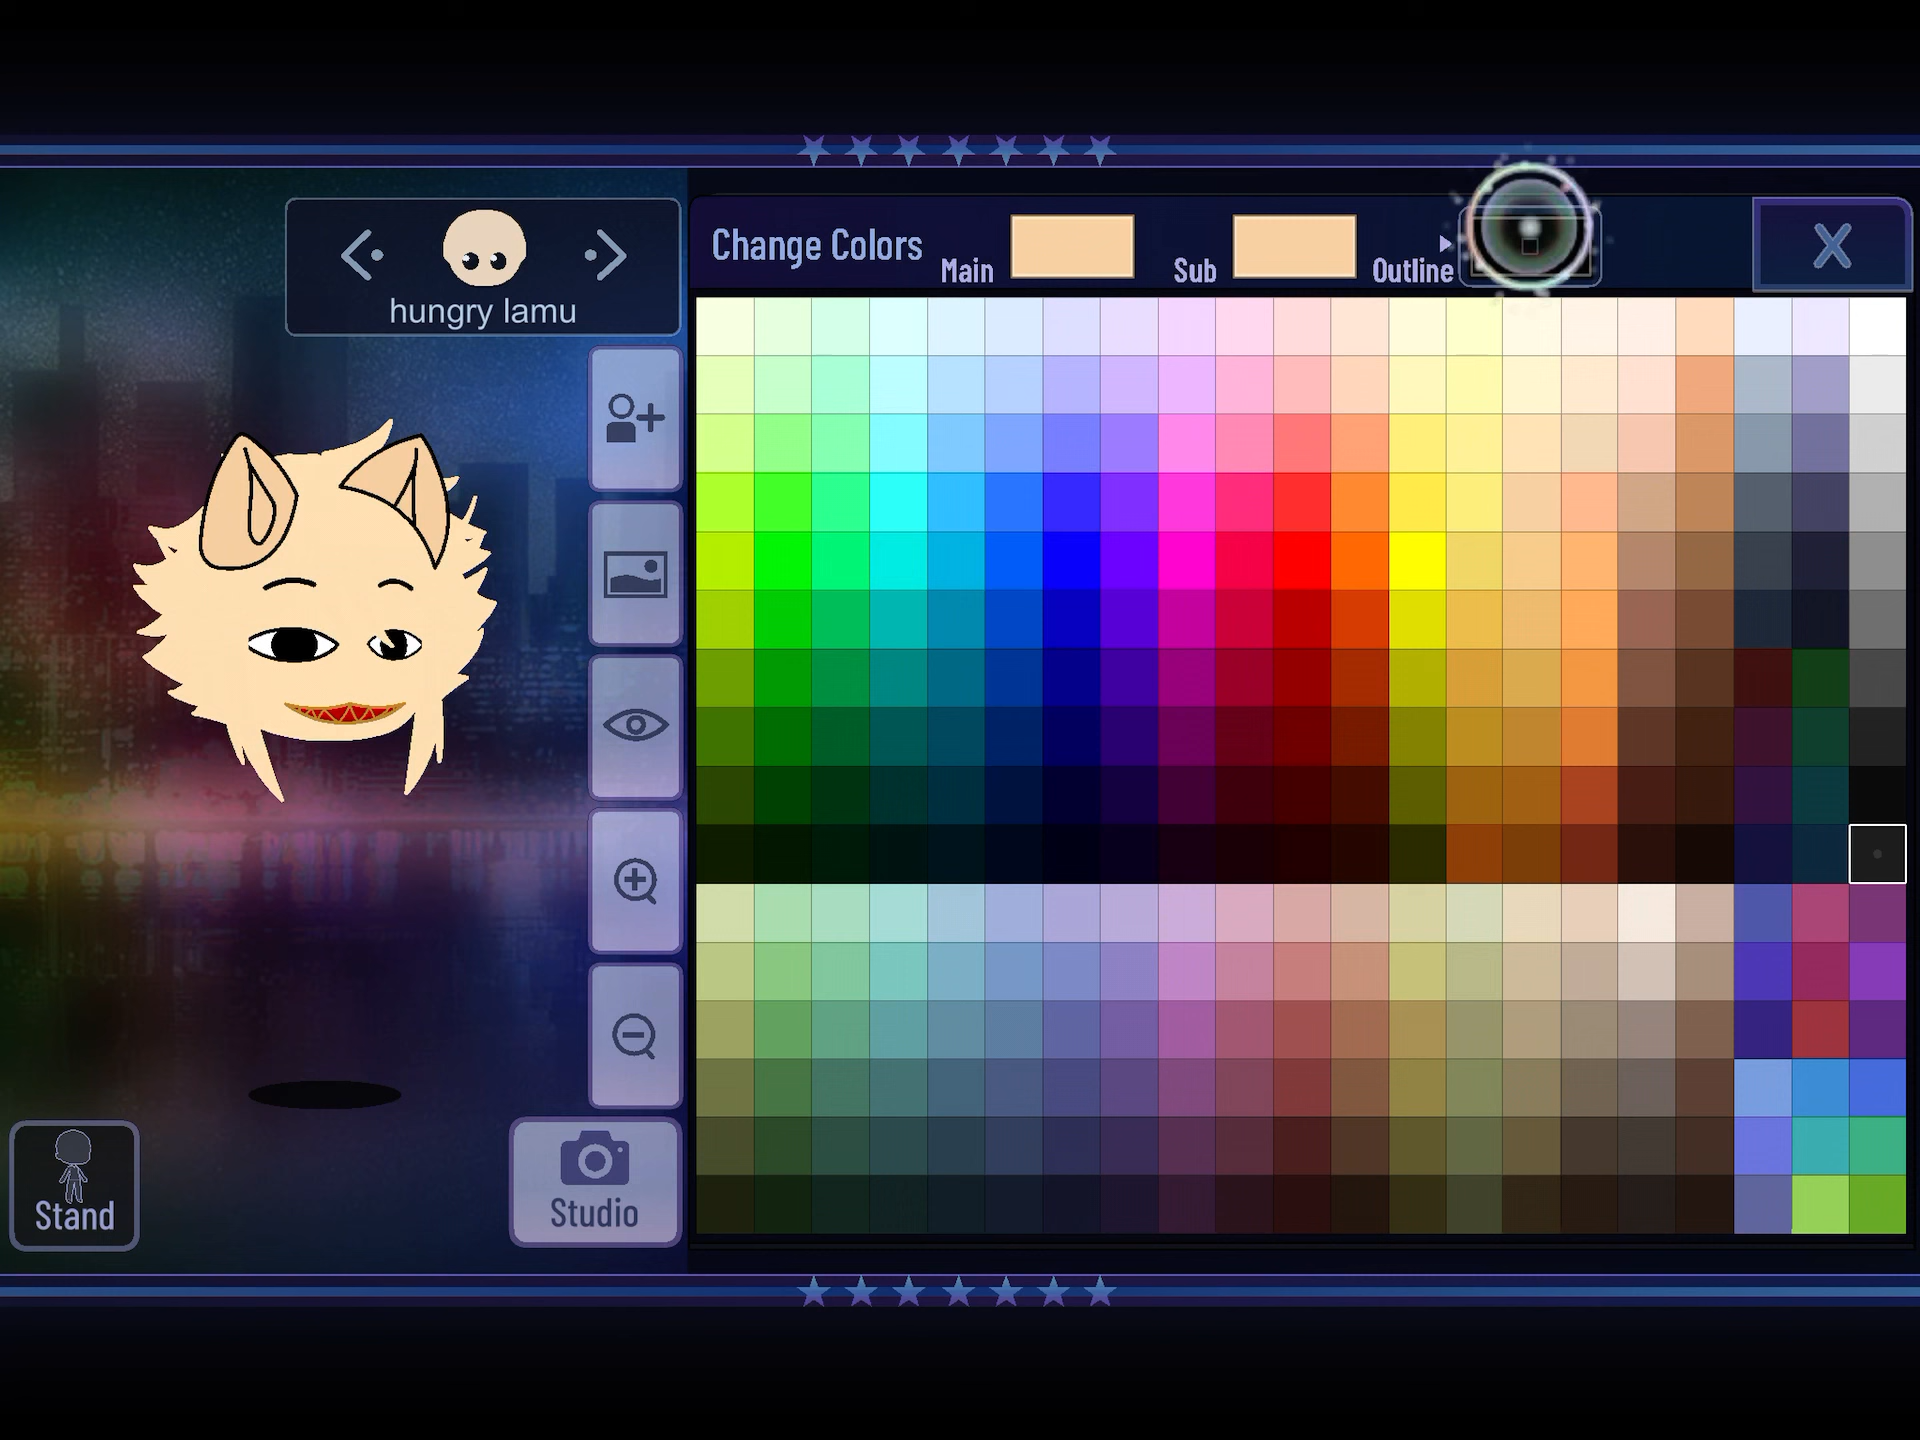 hungry lamu
Change Colors
Main
Sub
Outline
X
Stand
Studio